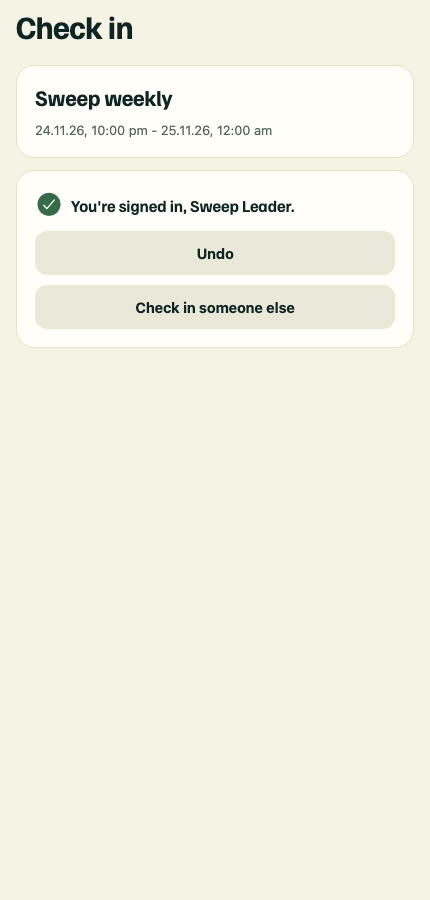 Check in
Sweep weekly
24.11.26, 10:00 pm - 25.11.26, 12:00 am
You're signed in, Sweep Leader.
Undo
Check in someone else